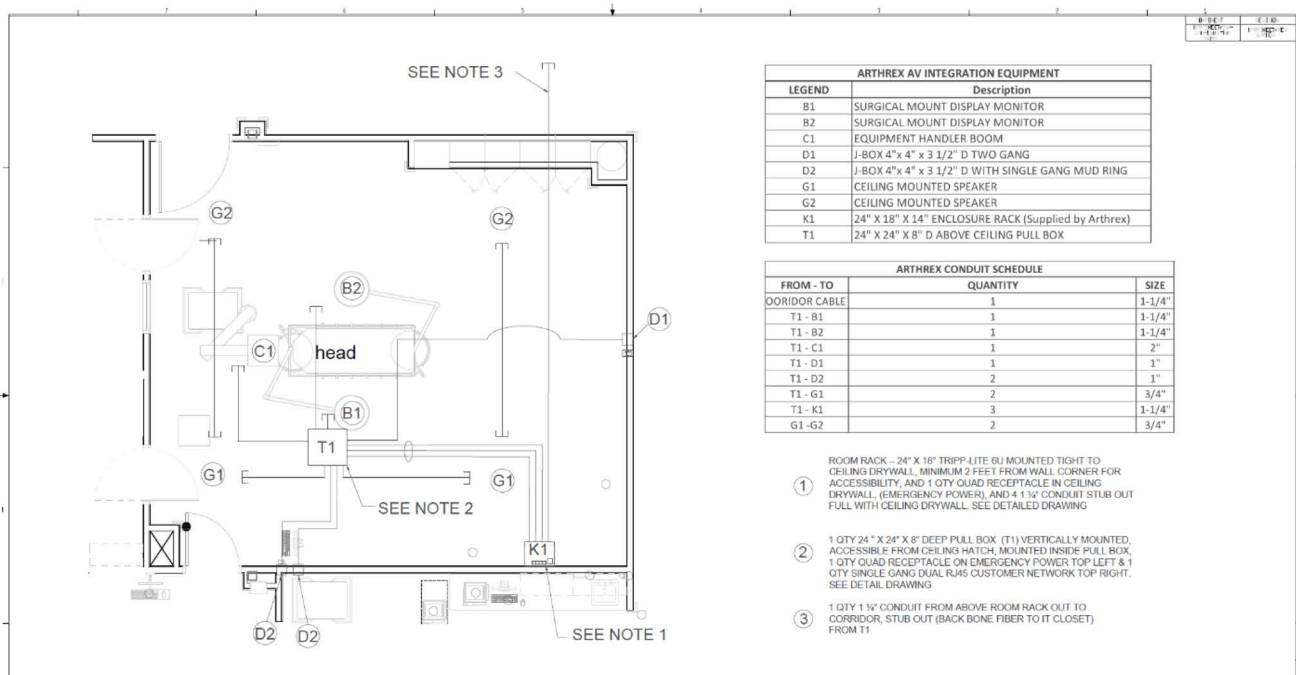 7 6 5 4 3 2 1
SEE NOTE 3
G2
G2
B2
D1
C1
head
B1
T1
G1
G1
SEE NOTE 2
K1
D2
D2
SEE NOTE 1
ARTHREX AV INTEGRATION EQUIPMENT
LEGEND Description
B1 SURGICAL MOUNT DISPLAY MONITOR
B2 SURGICAL MOUNT DISPLAY MONITOR
C1 EQUIPMENT HANDLER BOOM
D1 J-BOX 4"x 4" x 3 1/2" D TWO GANG
D2 J-BOX 4"x 4" x 3 1/2" D WITH SINGLE GANG MUD RING
G1 CEILING MOUNTED SPEAKER
G2 CEILING MOUNTED SPEAKER
K1 24" X 18" X 14" ENCLOSURE RACK (Supplied by Arthrex)
T1 24" X 24" X 8" D ABOVE CEILING PULL BOX
ARTHREX CONDUIT SCHEDULE
FROM - TO QUANTITY SIZE
OORIDOR CABLE 1 1-1/4"
T1 - B1 1 1-1/4"
T1 - B2 1 1-1/4"
T1 - C1 1 2"
T1 - D1 1 1"
T1 - D2 2 1"
T1 - G1 2 3/4"
T1 - K1 3 1-1/4"
G1 -G2 2 3/4"
1
ROOM RACK – 24" X 18" TRIPP-LITE 6U MOUNTED TIGHT TO
CEILING DRYWALL, MINIMUM 2 FEET FROM WALL CORNER FOR
ACCESSIBILITY, AND 1 QTY QUAD RECEPTACLE IN CEILING
DRYWALL, (EMERGENCY POWER), AND 4 1 ¼" CONDUIT STUB OUT
FULL WITH CEILING DRYWALL. SEE DETAILED DRAWING
2
1 QTY 24 " X 24" X 8" DEEP PULL BOX (T1) VERTICALLY MOUNTED,
ACCESSIBLE FROM CEILING HATCH, MOUNTED INSIDE PULL BOX,
1 QTY QUAD RECEPTACLE ON EMERGENCY POWER TOP LEFT & 1
QTY SINGLE GANG DUAL RJ45 CUSTOMER NETWORK TOP RIGHT.
SEE DETAIL DRAWING
3
1 QTY 1 ¼" CONDUIT FROM ABOVE ROOM RACK OUT TO
CORRIDOR, STUB OUT (BACK BONE FIBER TO IT CLOSET)
FROM T1